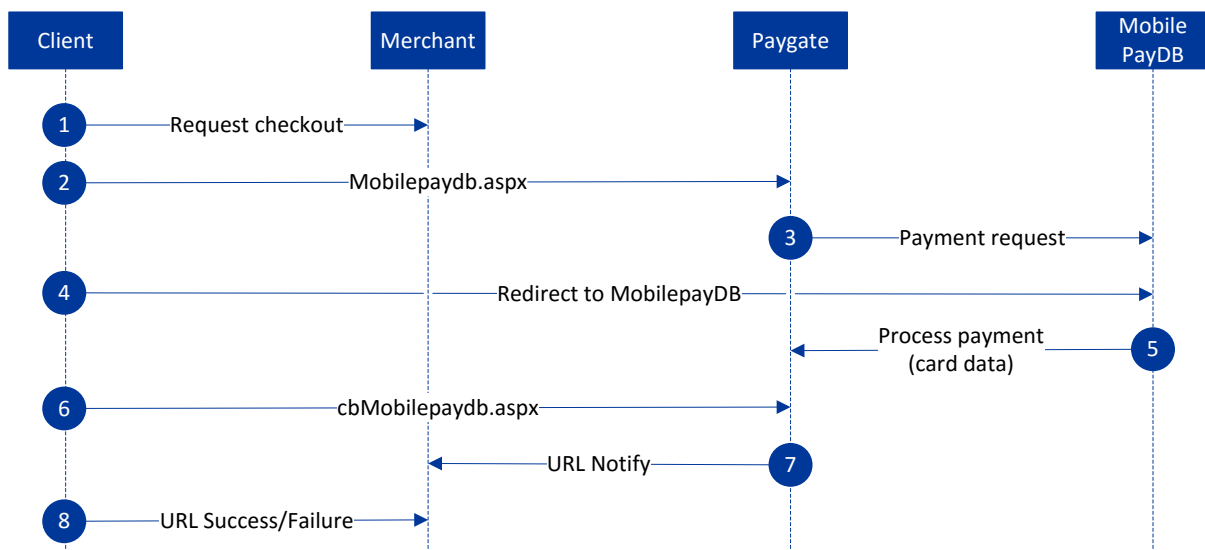 Client
Merchant
Paygate
Mobile
PayDB
1
Request checkout
2
Mobilepaydb.aspx
3
Payment request
4
Redirect to MobilepayDB
Process payment
(card data)
5
6
cbMobilepaydb.aspx
URL Notify
7
8
URL Success/Failure